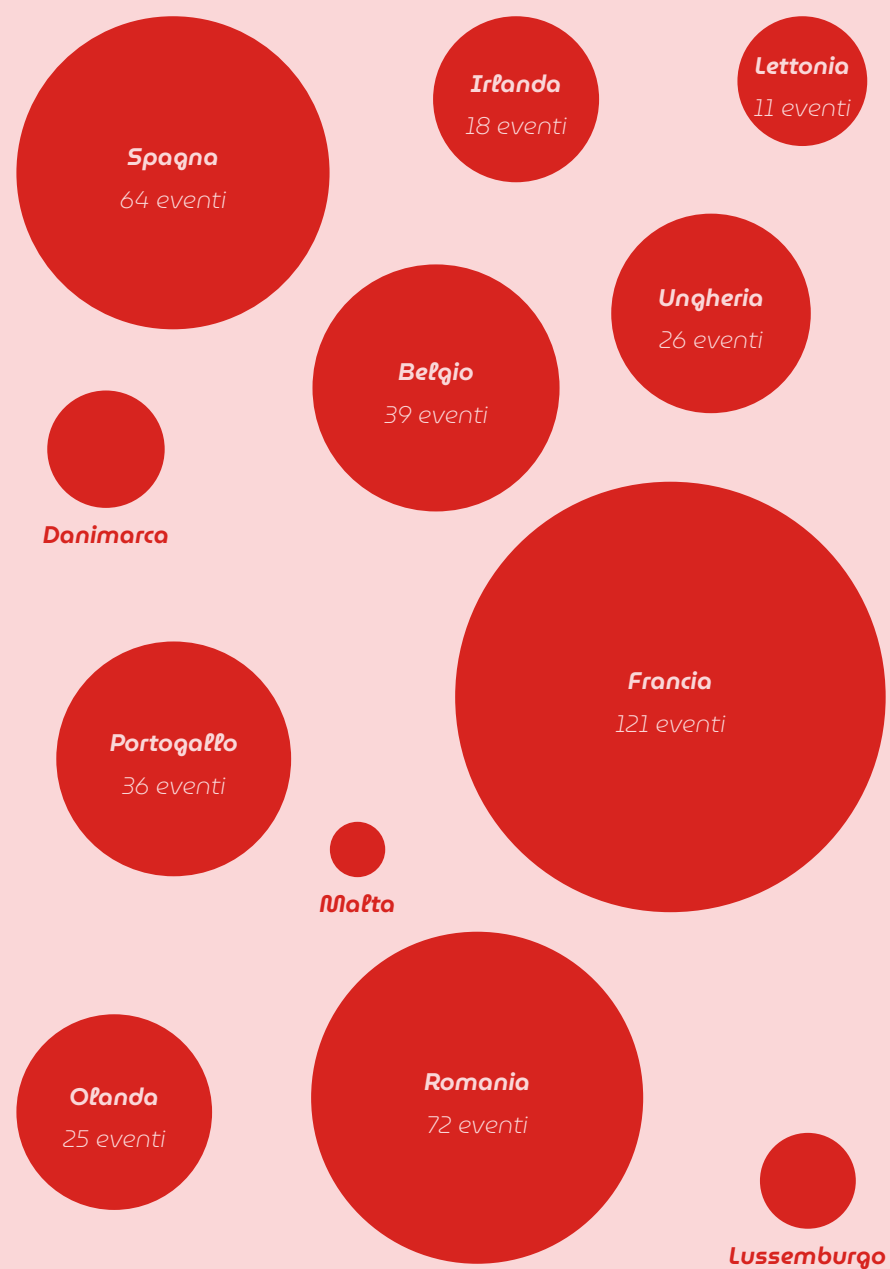 Spagna
64 eventi
Irlanda
18 eventi
Lettonia
11 eventi
Ungheria
26 eventi
Belgio
39 eventi
Danimarca
Francia
121 eventi
Portogallo
36 eventi
Malta
Romania
72 eventi
Olanda
25 eventi
Lussemburgo